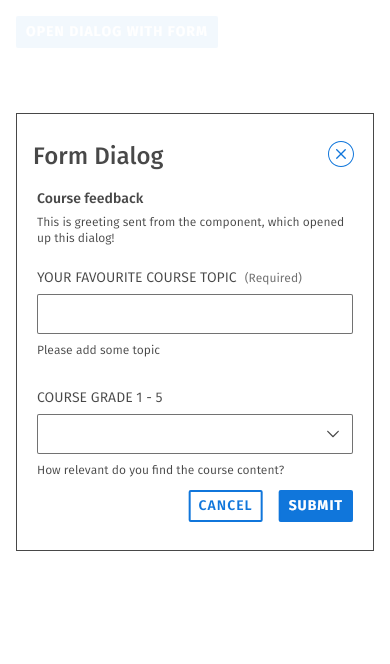 OPEN DIALOG WITH FORM
Form Dialog
Course feedback
This is greeting sent from the component, which opened
up this dialog!
YOUR FAVOURITE COURSE TOPIC (Required)
Please add some topic
COURSE GRADE 1 - 5
How relevant do you find the course content?
CANCEL SUBMIT